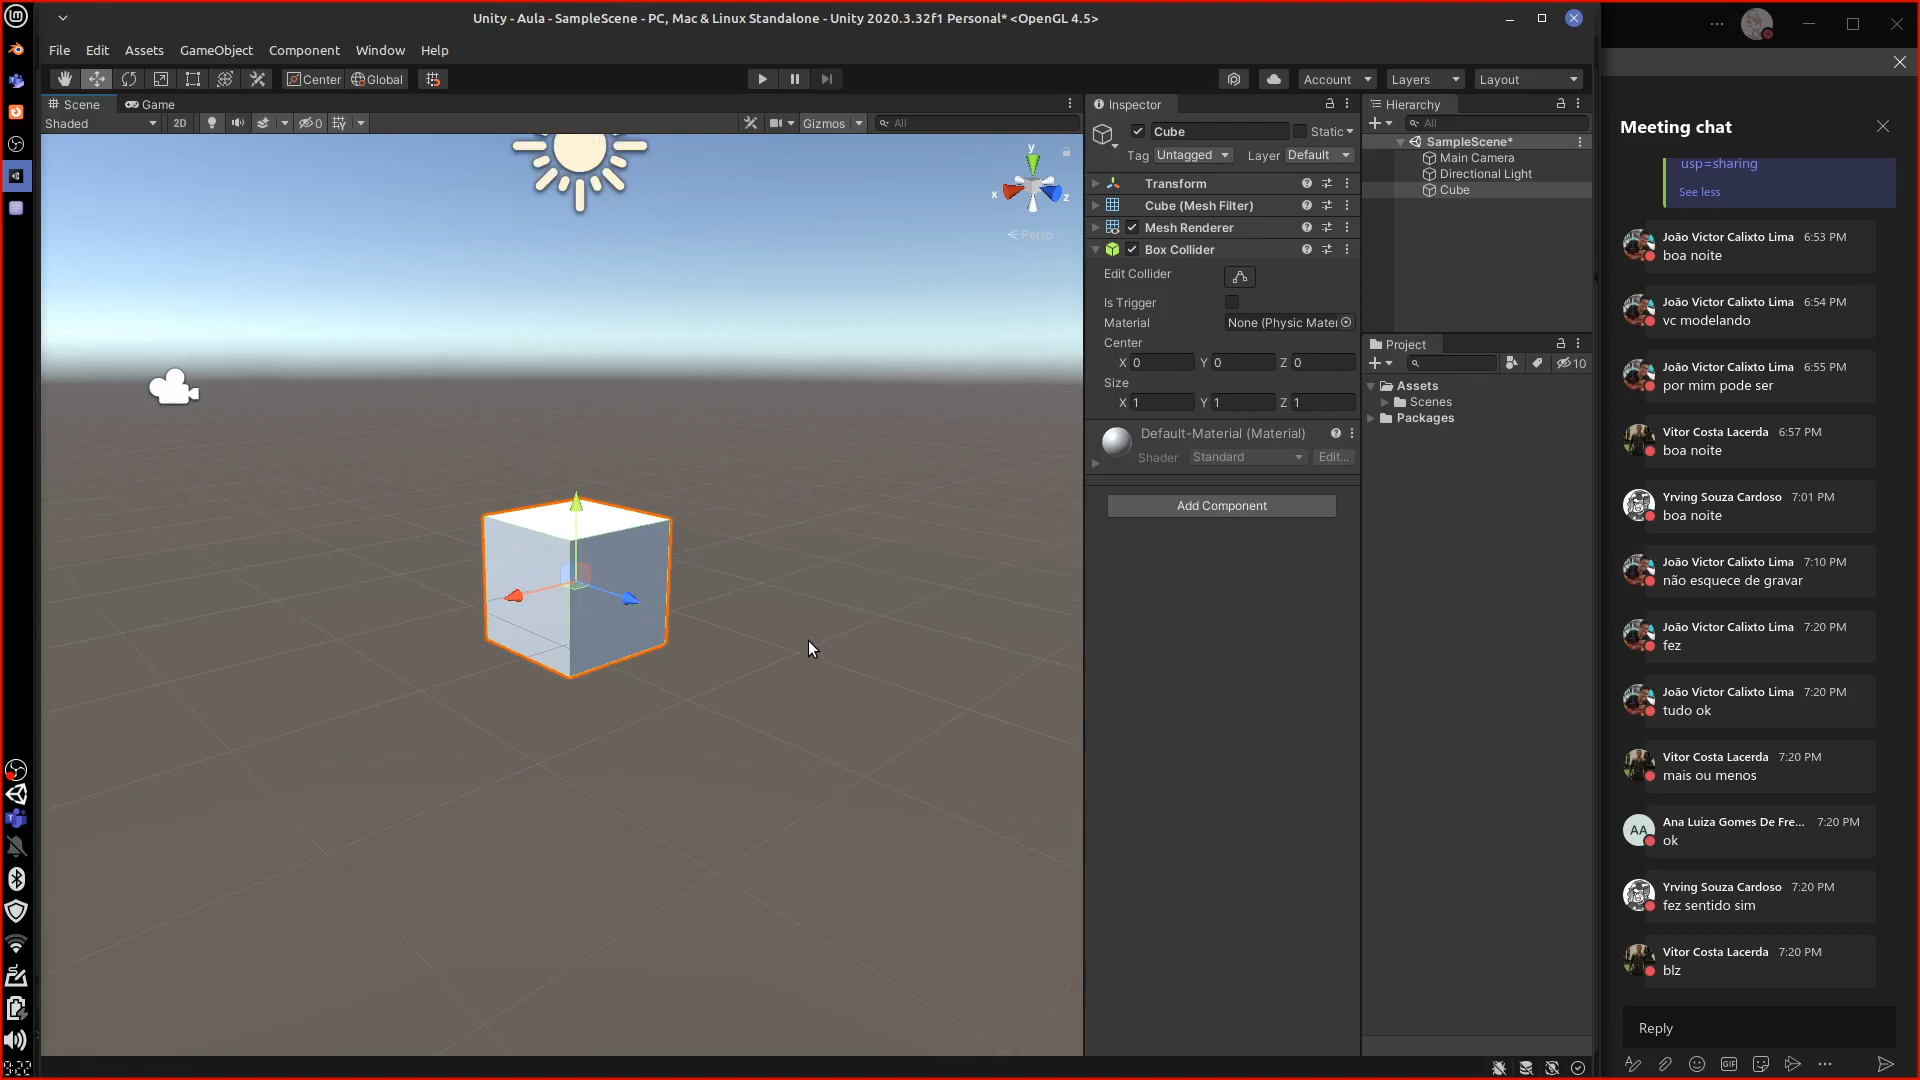 Unity - Aula - SampleScene - PC, Mac & Linux Standalone - Unity 2020.3.32f1 Personal* <OpenGL 4.5>
File Edit Assets GameObject Component Window Help
Center Global
Account Layers Layout
Scene Game
Shaded 2D 0 Gizmos All
y
x
z
Persp
Inspector
Cube Static
Tag Untagged Layer Default
Transform
Cube (Mesh Filter)
Mesh Renderer
Box Collider
Edit Collider
Is Trigger
Material None (Physic Mater
Center
X 0 Y 0 Z 0
Size
X 1 Y 1 Z 1
Default-Material (Material)
Shader Standard Edit...
Add Component
Hierarchy
All
SampleScene*
Main Camera
Directional Light
Cube
Project
10
Assets
Scenes
Packages
Meeting chat
usp=sharing
See less
João Victor Calixto Lima 6:53 PM
boa noite
João Victor Calixto Lima 6:54 PM
vc modelando
João Victor Calixto Lima 6:55 PM
por mim pode ser
Vitor Costa Lacerda 6:57 PM
boa noite
Yrving Souza Cardoso 7:01 PM
boa noite
João Victor Calixto Lima 7:10 PM
não esquece de gravar
João Victor Calixto Lima 7:20 PM
fez
João Victor Calixto Lima 7:20 PM
tudo ok
Vitor Costa Lacerda 7:20 PM
mais ou menos
AA
Ana Luiza Gomes De Fre... 7:20 PM
ok
Yrving Souza Cardoso 7:20 PM
fez sentido sim
Vitor Costa Lacerda 7:20 PM
blz
Reply
GIF